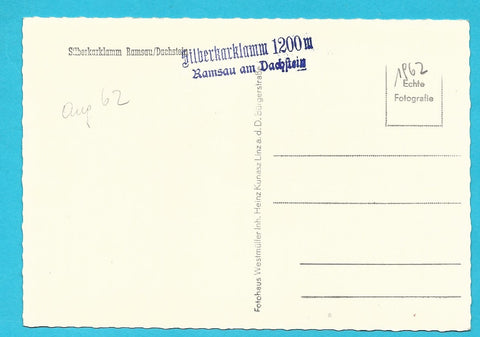 Silberkarklamm Ramsau/Dachstein
Silberkarklamm 1200m
Ramsau am Dachstein
1962
Echte
Fotografie
Aug 62
Fotohaus Westmüller Inh. Heinz Kunasz Linz a. d. D. Bürgerstraße